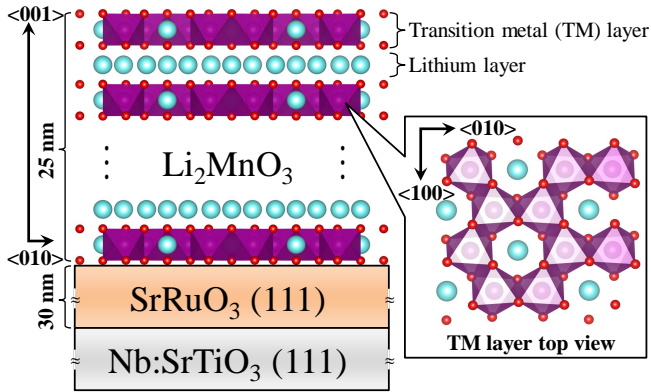 <001>
Transition metal (TM) layer
Lithium layer
25 nm
Li₂MnO₃
<010>
<100>
<010>
30 nm
SrRuO₃ (111)
Nb:SrTiO₃ (111)
TM layer top view